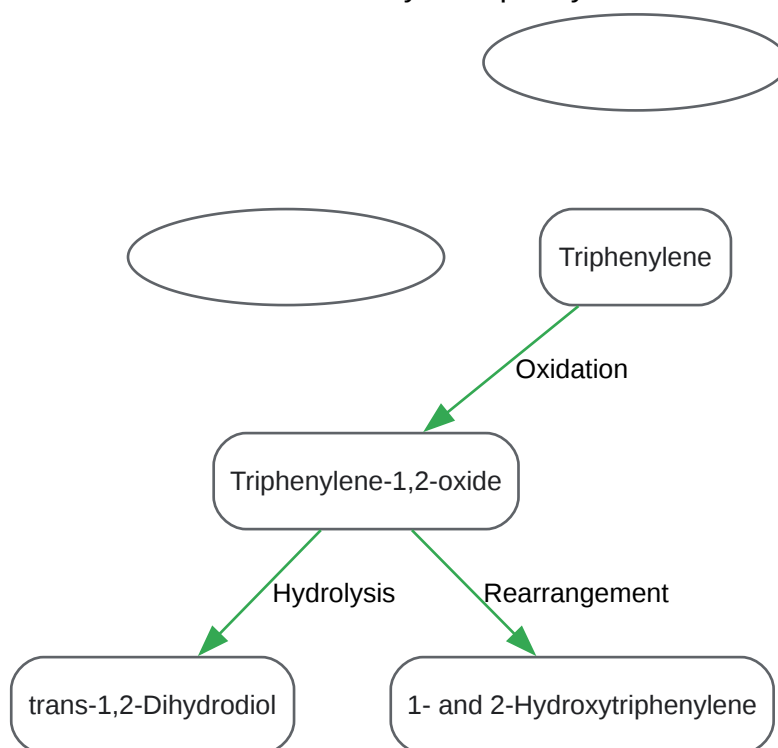 Triphenylene
Oxidation
Triphenylene-1,2-oxide
Hydrolysis
Rearrangement
trans-1,2-Dihydrodiol
1- and 2-Hydroxytriphenylene